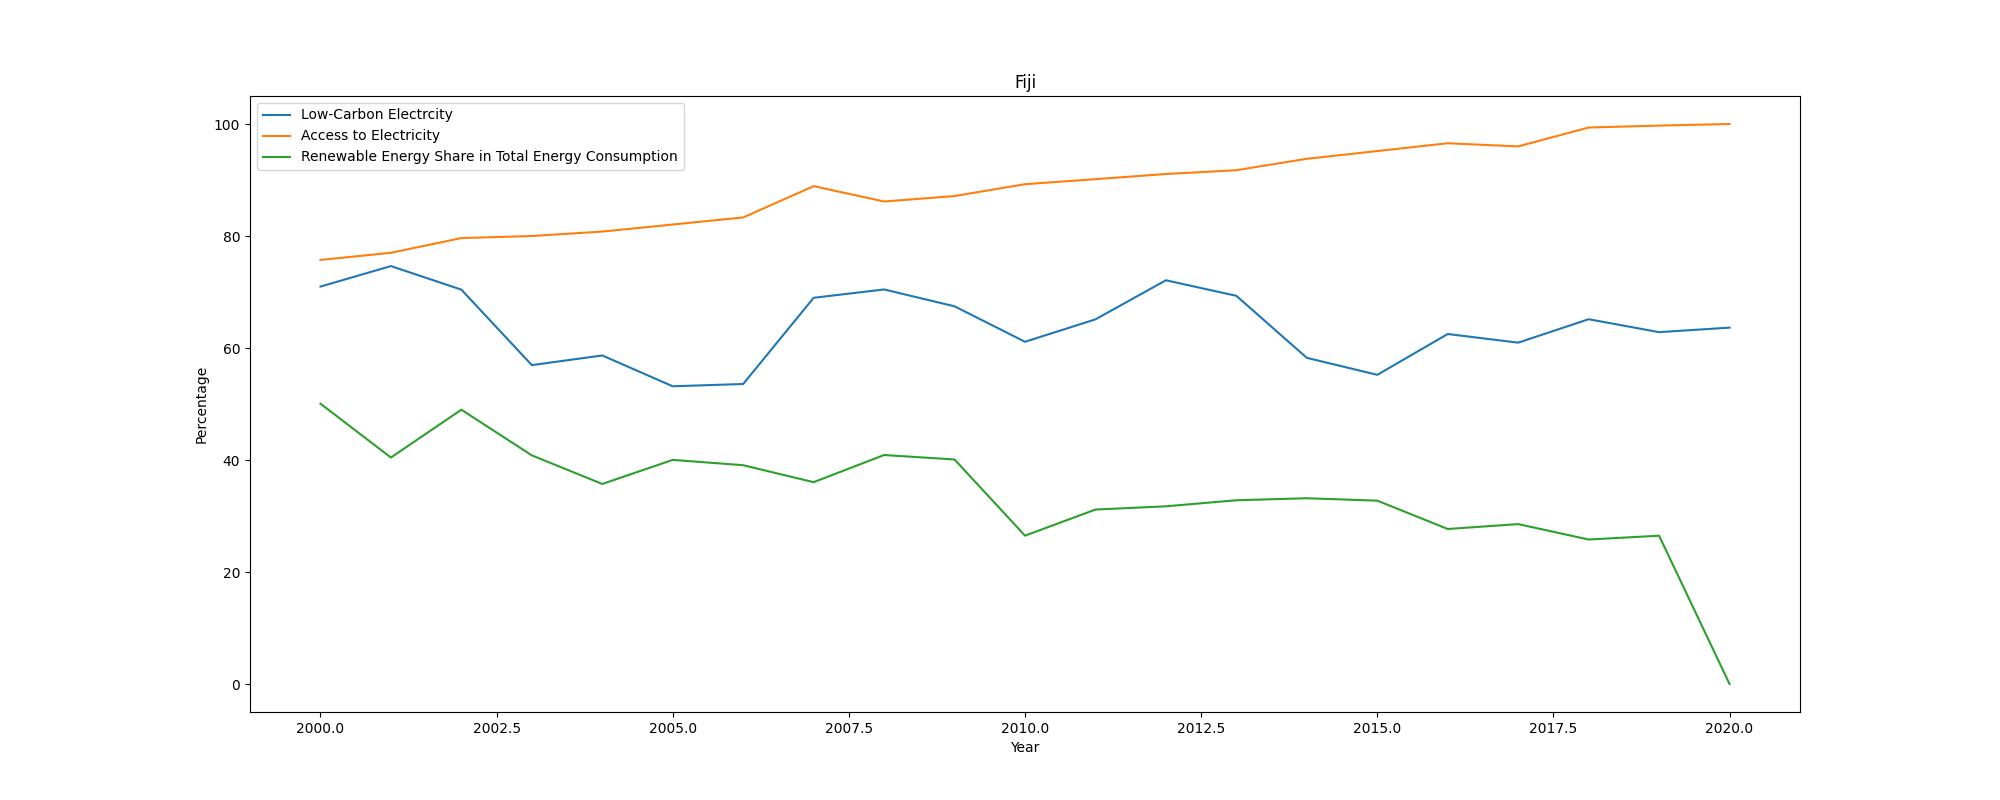 Fiji
Low-Carbon Electrcity
Access to Electricity
Renewable Energy Share in Total Energy Consumption
Percentage
100
80
60
40
20
0
2000.0 2002.5 2005.0 2007.5 2010.0 2012.5 2015.0 2017.5 2020.0
Year